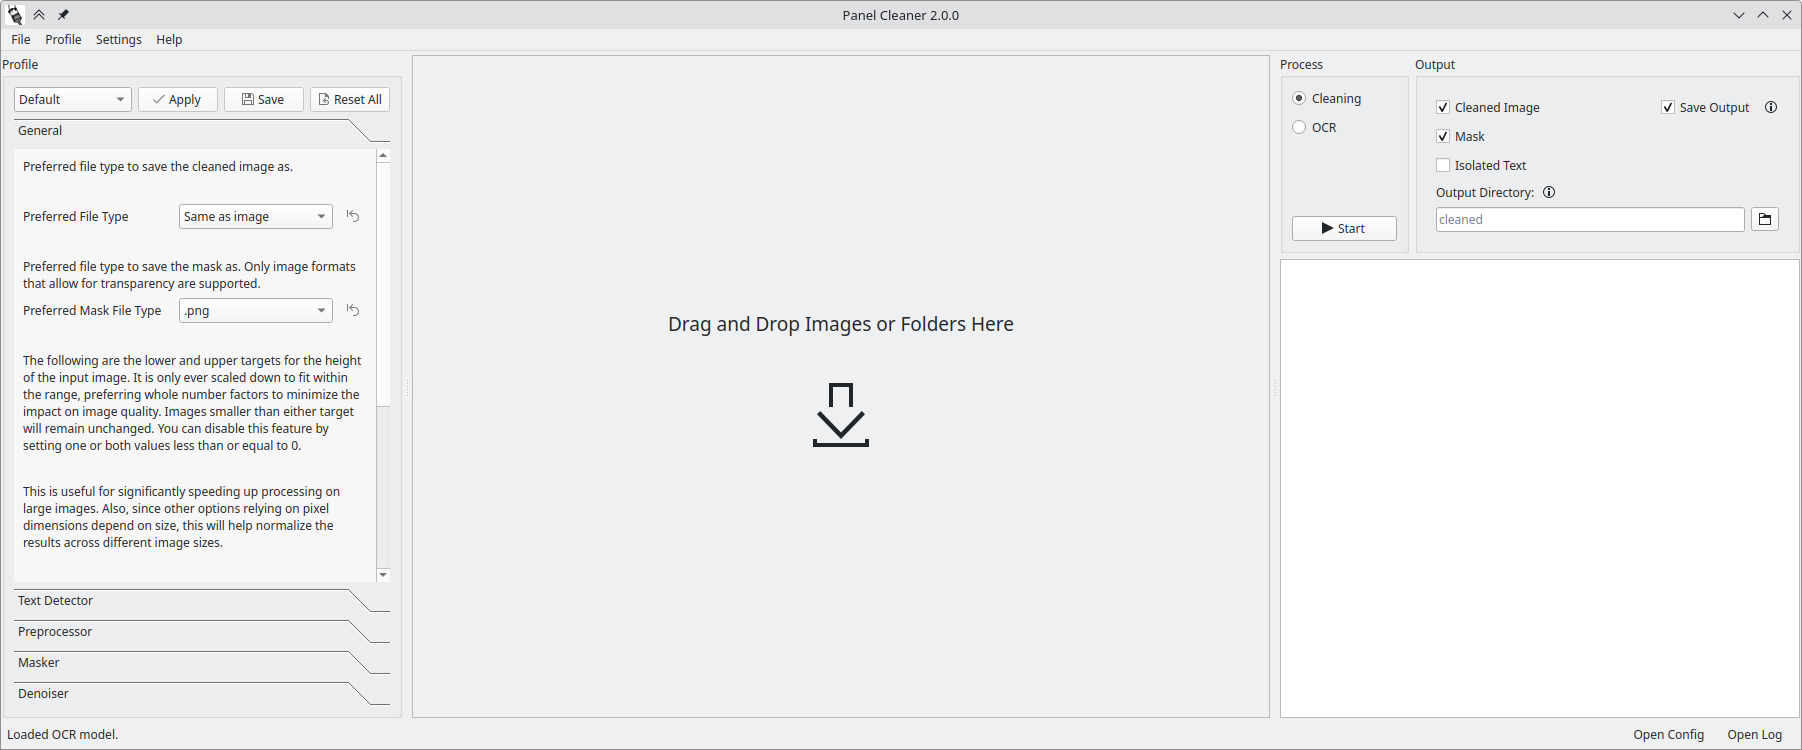 Panel Cleaner 2.0.0
File Profile Settings Help
Profile
Default Apply Save Reset All
General
Preferred file type to save the cleaned image as.
Preferred File Type Same as image
Preferred file type to save the mask as. Only image formats
that allow for transparency are supported.
Preferred Mask File Type .png
The following are the lower and upper targets for the height
of the input image. It is only ever scaled down to fit within
the range, preferring whole number factors to minimize the
impact on image quality. Images smaller than either target
will remain unchanged. You can disable this feature by
setting one or both values less than or equal to 0.
This is useful for significantly speeding up processing on
large images. Also, since other options relying on pixel
dimensions depend on size, this will help normalize the
results across different image sizes.
Text Detector
Preprocessor
Masker
Denoiser
Drag and Drop Images or Folders Here
Process
Cleaning
OCR
Start
Output
Cleaned Image Save Output
Mask
Isolated Text
Output Directory:
cleaned
Loaded OCR model.
Open Config Open Log